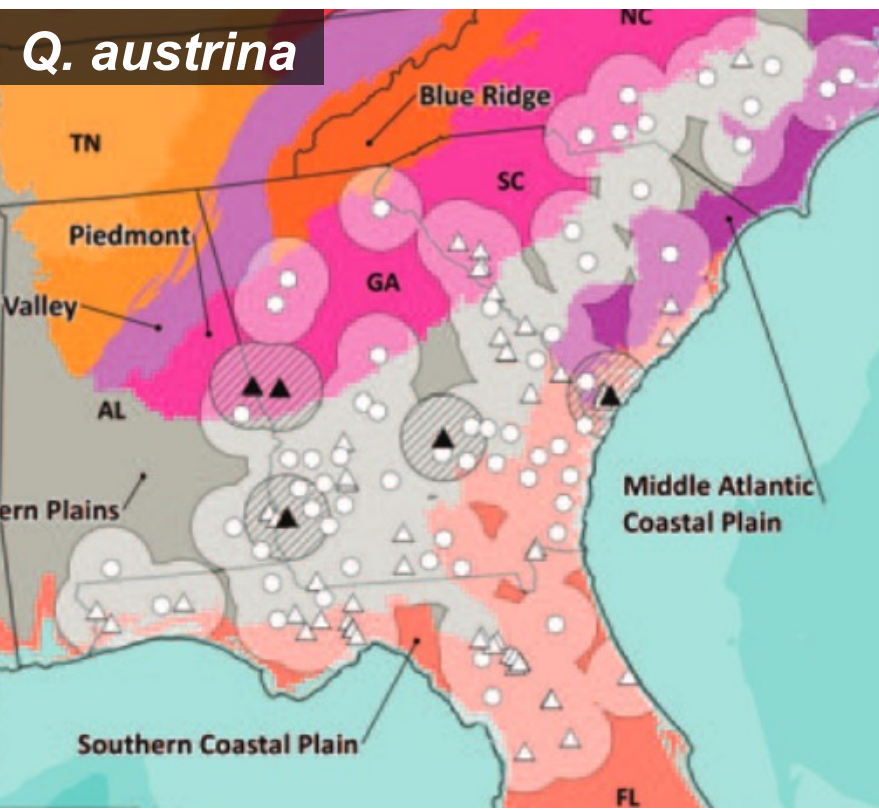 Q. austrina
NC
Blue Ridge
TN
SC
Piedmont
GA
Valley
AL
ern Plains
Middle Atlantic
Coastal Plain
Southern Coastal Plain
FL